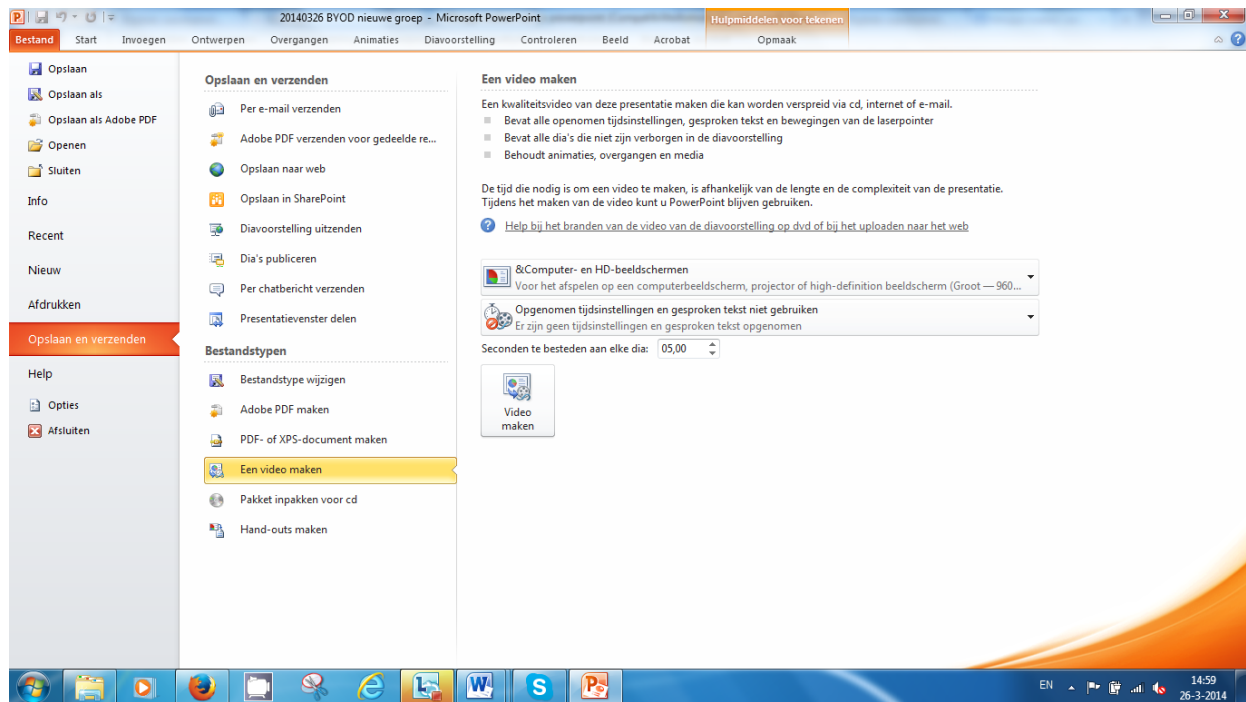 20140326 BYOD nieuwe groep - Microsoft PowerPoint
Hulpmiddelen voor tekenen
Bestand Start Invoegen Ontwerpen Overgangen Animaties Diavoorstelling Controleren Beeld Acrobat Opmaak
Opslaan
Opslaan als
Opslaan als Adobe PDF
Openen
Sluiten
Info
Recent
Nieuw
Afdrukken
Opslaan en verzenden
Help
Opties
Afsluiten
Opslaan en verzenden
Per e-mail verzenden
Adobe PDF verzenden voor gedeelde re...
Opslaan naar web
Opslaan in SharePoint
Diavoorstelling uitzenden
Dia's publiceren
Per chatbericht verzenden
Presentatievenster delen
Bestandstypen
Bestandstype wijzigen
Adobe PDF maken
PDF- of XPS-document maken
Een video maken
Pakket inpakken voor cd
Hand-outs maken
Een video maken
Een kwaliteitsvideo van deze presentatie maken die kan worden verspreid via cd, internet of e-mail.
Bevat alle openomen tijdsinstellingen, gesproken tekst en bewegingen van de laserpointer
Bevat alle dia's die niet zijn verborgen in de diavoorstelling
Behoudt animaties, overgangen en media
De tijd die nodig is om een video te maken, is afhankelijk van de lengte en de complexiteit van de presentatie.
Tijdens het maken van de video kunt u PowerPoint blijven gebruiken.
Help bij het branden van de video van de diavoorstelling op dvd of bij het uploaden naar het web
&Computer- en HD-beeldschermen
Voor het afspelen op een computerbeeldscherm, projector of high-definition beeldscherm (Groot — 960...
Opgenomen tijdsinstellingen en gesproken tekst niet gebruiken
Er zijn geen tijdsinstellingen en gesproken tekst opgenomen
Seconden te besteden aan elke dia: 05,00
Video
maken
EN
14:59
26-3-2014